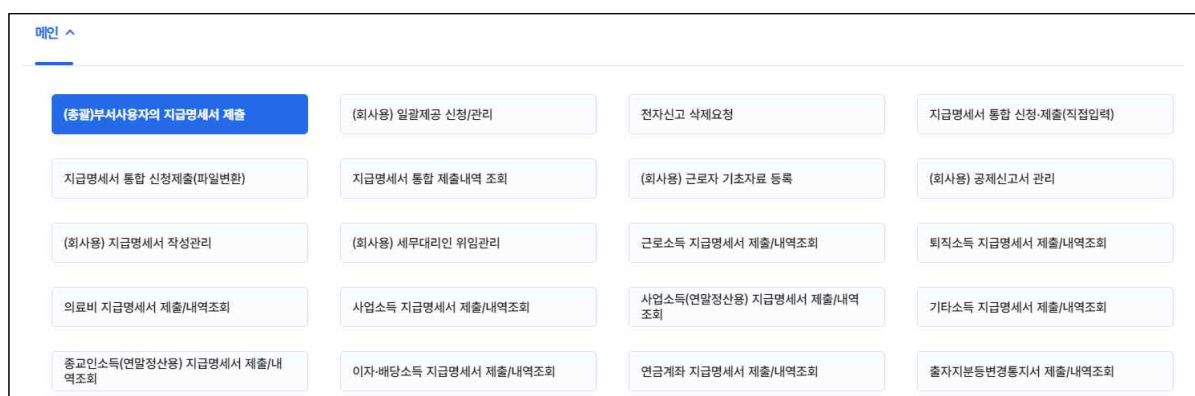 메인
(총괄)부서사용자의 지급명세서 제출
(회사용) 일괄제공 신청/관리
전자신고 삭제요청
지급명세서 통합 신청·제출(직접입력)
지급명세서 통합 신청제출(파일변환)
지급명세서 통합 제출내역 조회
(회사용) 근로자 기초자료 등록
(회사용) 공제신고서 관리
(회사용) 지급명세서 작성관리
(회사용) 세무대리인 위임관리
근로소득 지급명세서 제출/내역조회
퇴직소득 지급명세서 제출/내역조회
의료비 지급명세서 제출/내역조회
사업소득 지급명세서 제출/내역조회
사업소득(연말정산용) 지급명세서 제출/내역
조회
기타소득 지급명세서 제출/내역조회
종교인소득(연말정산용) 지급명세서 제출/내
역조회
이자·배당소득 지급명세서 제출/내역조회
연금계좌 지급명세서 제출/내역조회
출자지분등변경통지서 제출/내역조회